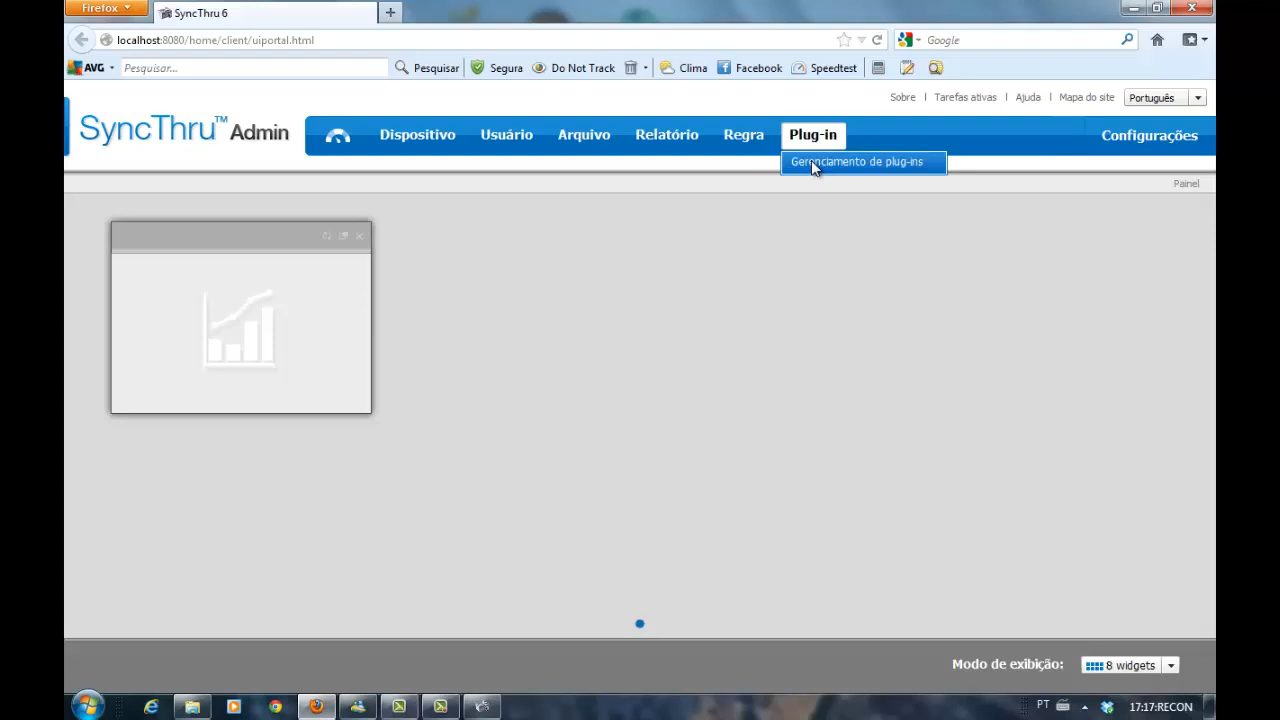 Firefox
SyncThru 6
localhost:8080/home/client/uiportal.html
Google
AVG
Pesquisar...
Pesquisar
Segura
Do Not Track
Clima
Facebook
Speedtest
Sobre
Tarefas ativas
Ajuda
Mapa do site
Português
SyncThru™ Admin
Dispositivo
Usuário
Arquivo
Relatório
Regra
Plug-in
Configurações
Gerenciamento de plug-ins
Painel
Modo de exibição:
8 widgets
PT
17:17:RECON